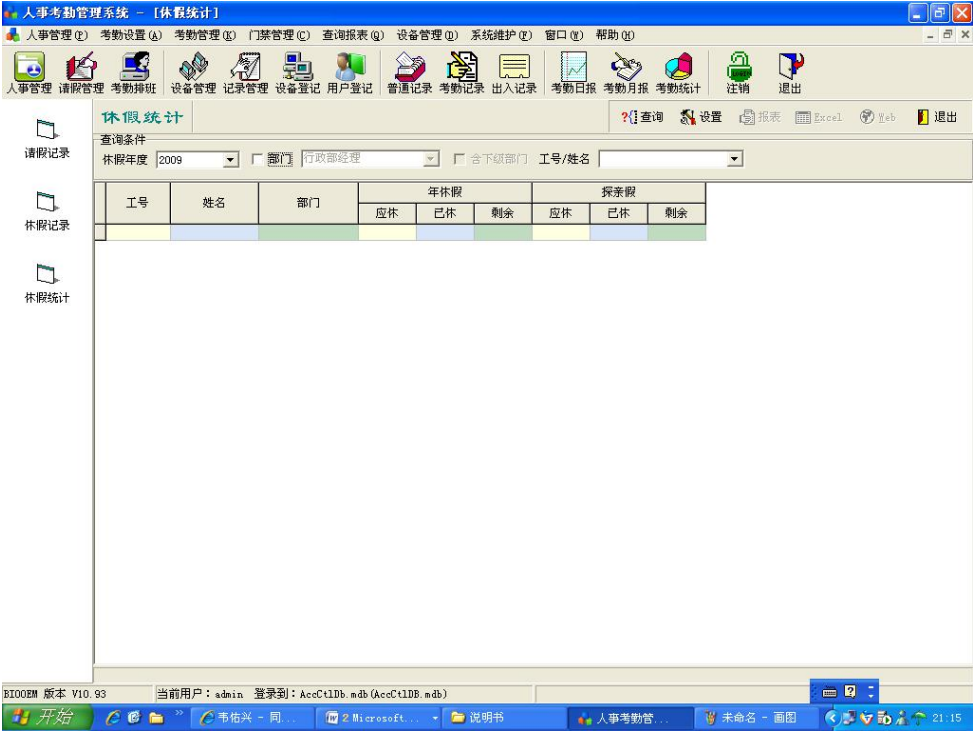 人事考勤管理系统 - [休假统计]
人事管理(P) 考勤设置(A) 考勤管理(K) 门禁管理(C) 查询报表(Q) 设备管理(D) 系统维护(F) 窗口(W) 帮助(H)
人事管理 请假管理 考勤排班 设备管理 记录管理 设备登记 用户登记 普通记录 考勤记录 出入记录 考勤日报 考勤月报 考勤统计 注销 退出
休假统计 ?{}查询 设置 报表 Excel Web 退出
请假记录
休假记录
休假统计
查询条件
休假年度 2009 部门 行政部经理 含下级部门 工号/姓名
工号 姓名 部门 年休假 探亲假
应休 已休 剩余 应休 已休 剩余
BIOOEM 版本 V10.93 当前用户：admin 登录到：AccCtlDb.mdb(AccCtlDB.mdb)
开始 韦佑兴 - 同... 2 Microsoft... 说明书 人事考勤管... 未命名 - 画图 21:15